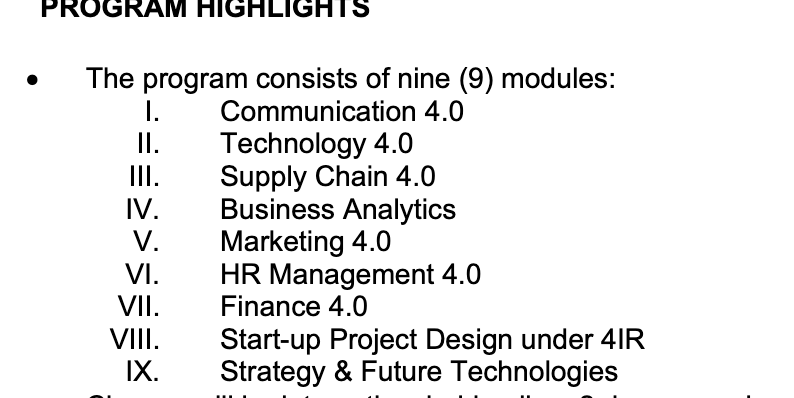 PROGRAM HIGHLIGHTS
• The program consists of nine (9) modules:
I. Communication 4.0
II. Technology 4.0
III. Supply Chain 4.0
IV. Business Analytics
V. Marketing 4.0
VI. HR Management 4.0
VII. Finance 4.0
VIII. Start-up Project Design under 4IR
IX. Strategy & Future Technologies